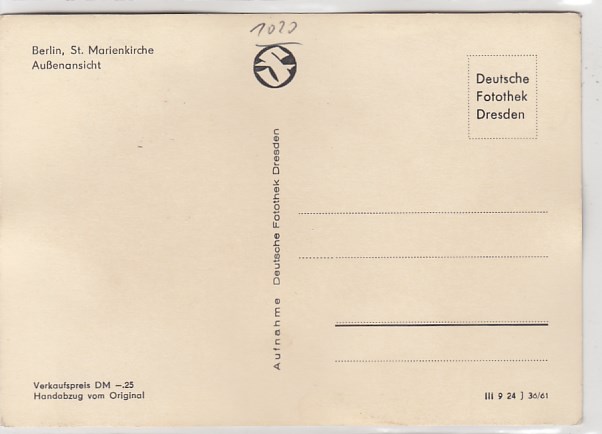 1020
Berlin, St. Marienkirche
Außenansicht
Deutsche
Fotothek
Dresden
Aufnahme Deutsche Fotothek Dresden
Verkaufspreis DM —.25
Handabzug vom Original
III 9 24 J 36/61